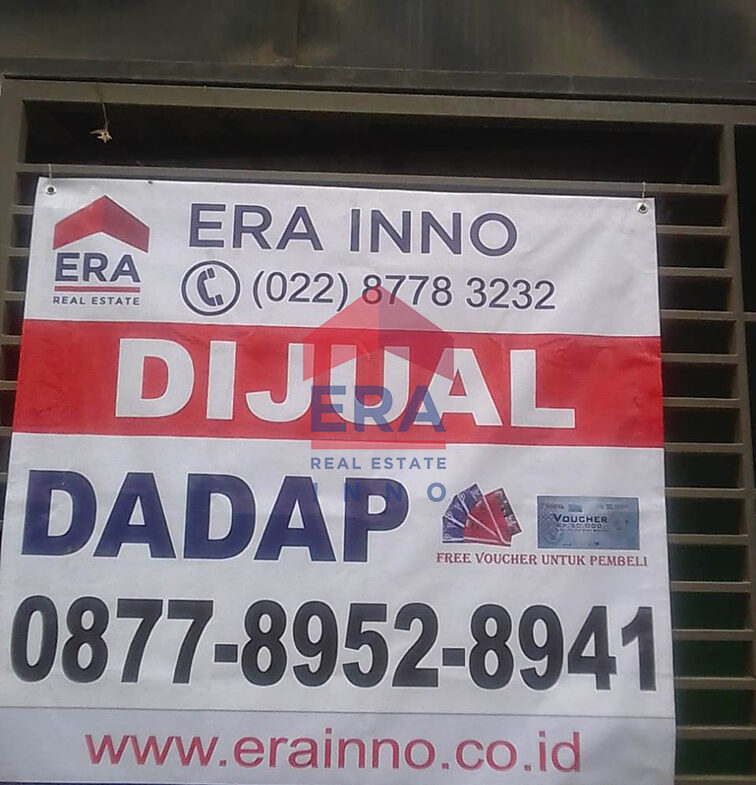 ERA
REAL ESTATE
ERA INNO
(022) 8778 3232
DIJUAL
ERA
REAL ESTATE
INNO
DADAP
VOUCHER
FREE VOUCHER UNTUK PEMBELI
0877-8952-8941
www.erainno.co.id